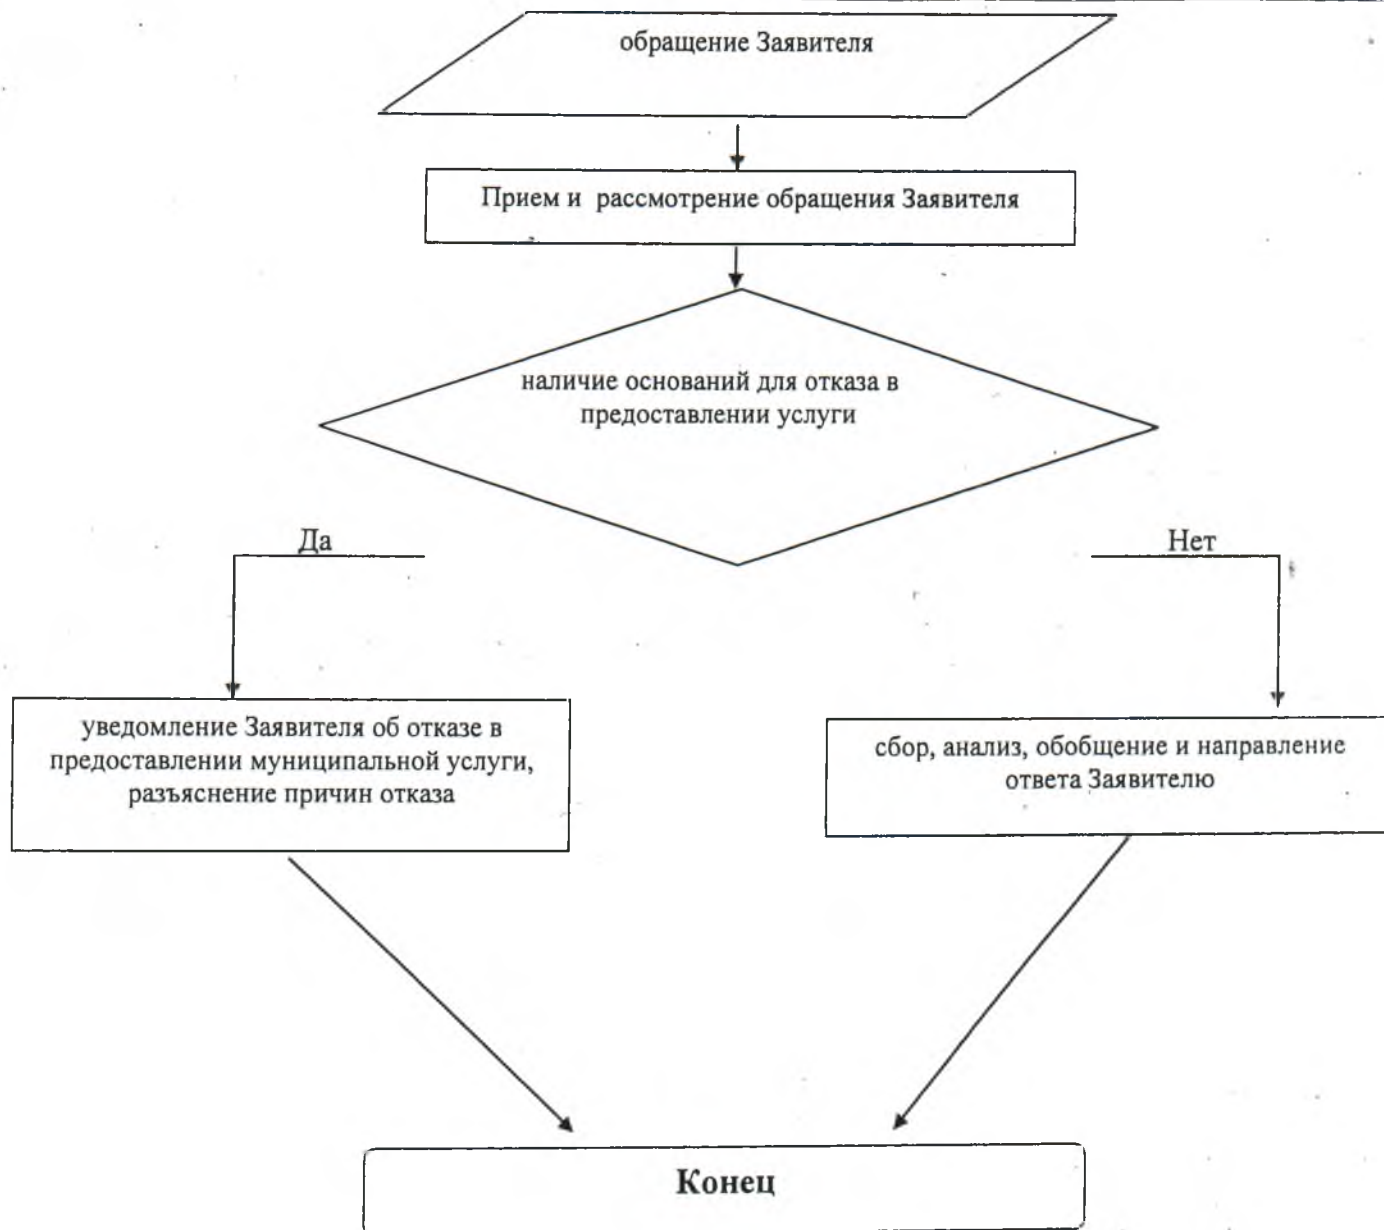 обращение Заявителя
Прием и рассмотрение обращения Заявителя
наличие оснований для отказа в
предоставлении услуги
Да
Нет
уведомление Заявителя об отказе в
предоставлении муниципальной услуги,
разъяснение причин отказа
сбор, анализ, обобщение и направление
ответа Заявителю
Конец